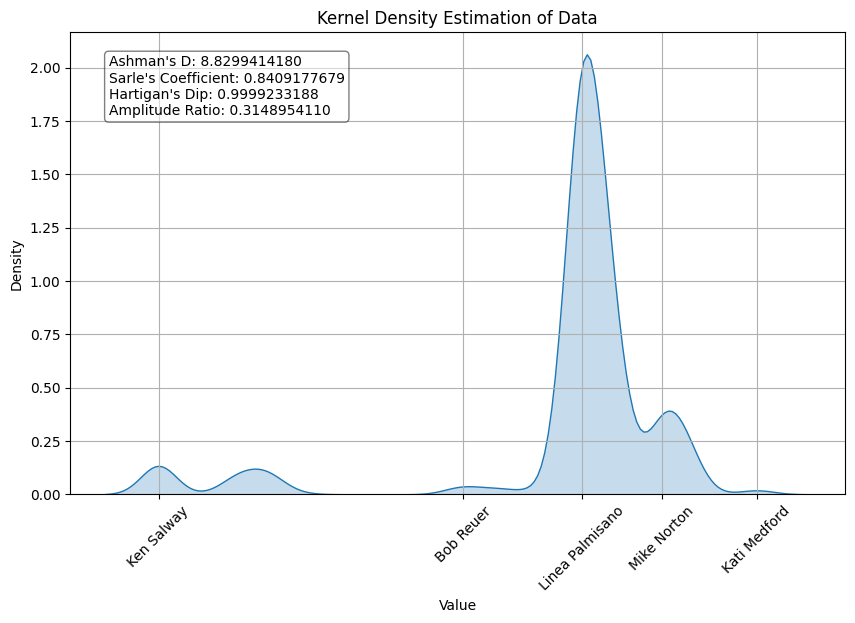 Kernel Density Estimation of Data
Ashman's D: 8.8299414180
Sarle's Coefficient: 0.8409177679
Hartigan's Dip: 0.9999233188
Amplitude Ratio: 0.3148954110
Density
2.00
1.75
1.50
1.25
1.00
0.75
0.50
0.25
0.00
Ken Salway
Bob Reuer
Linea Palmisano
Mike Norton
Kati Medford
Value